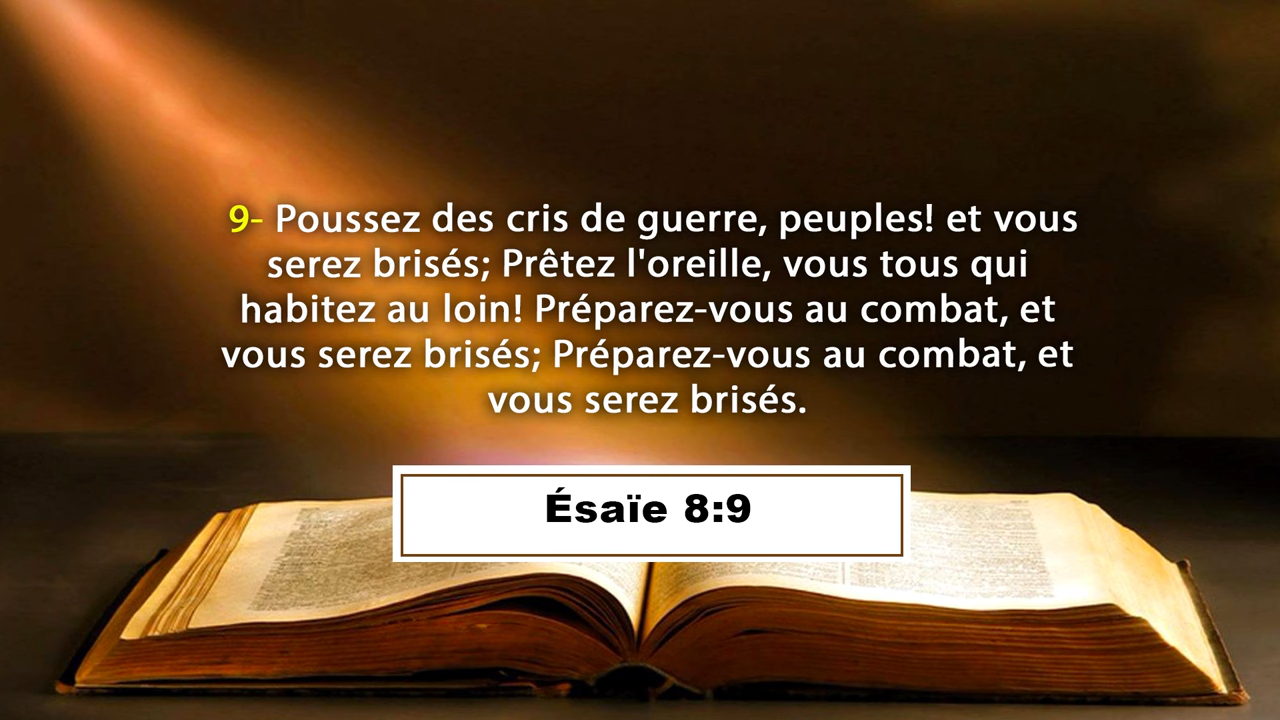 9- Poussez des cris de guerre, peuples! et vous
serez brisés; Prêtez l'oreille, vous tous qui
habitez au loin! Préparez-vous au combat, et
vous serez brisés; Préparez-vous au combat, et
vous serez brisés.
Ésaïe 8:9